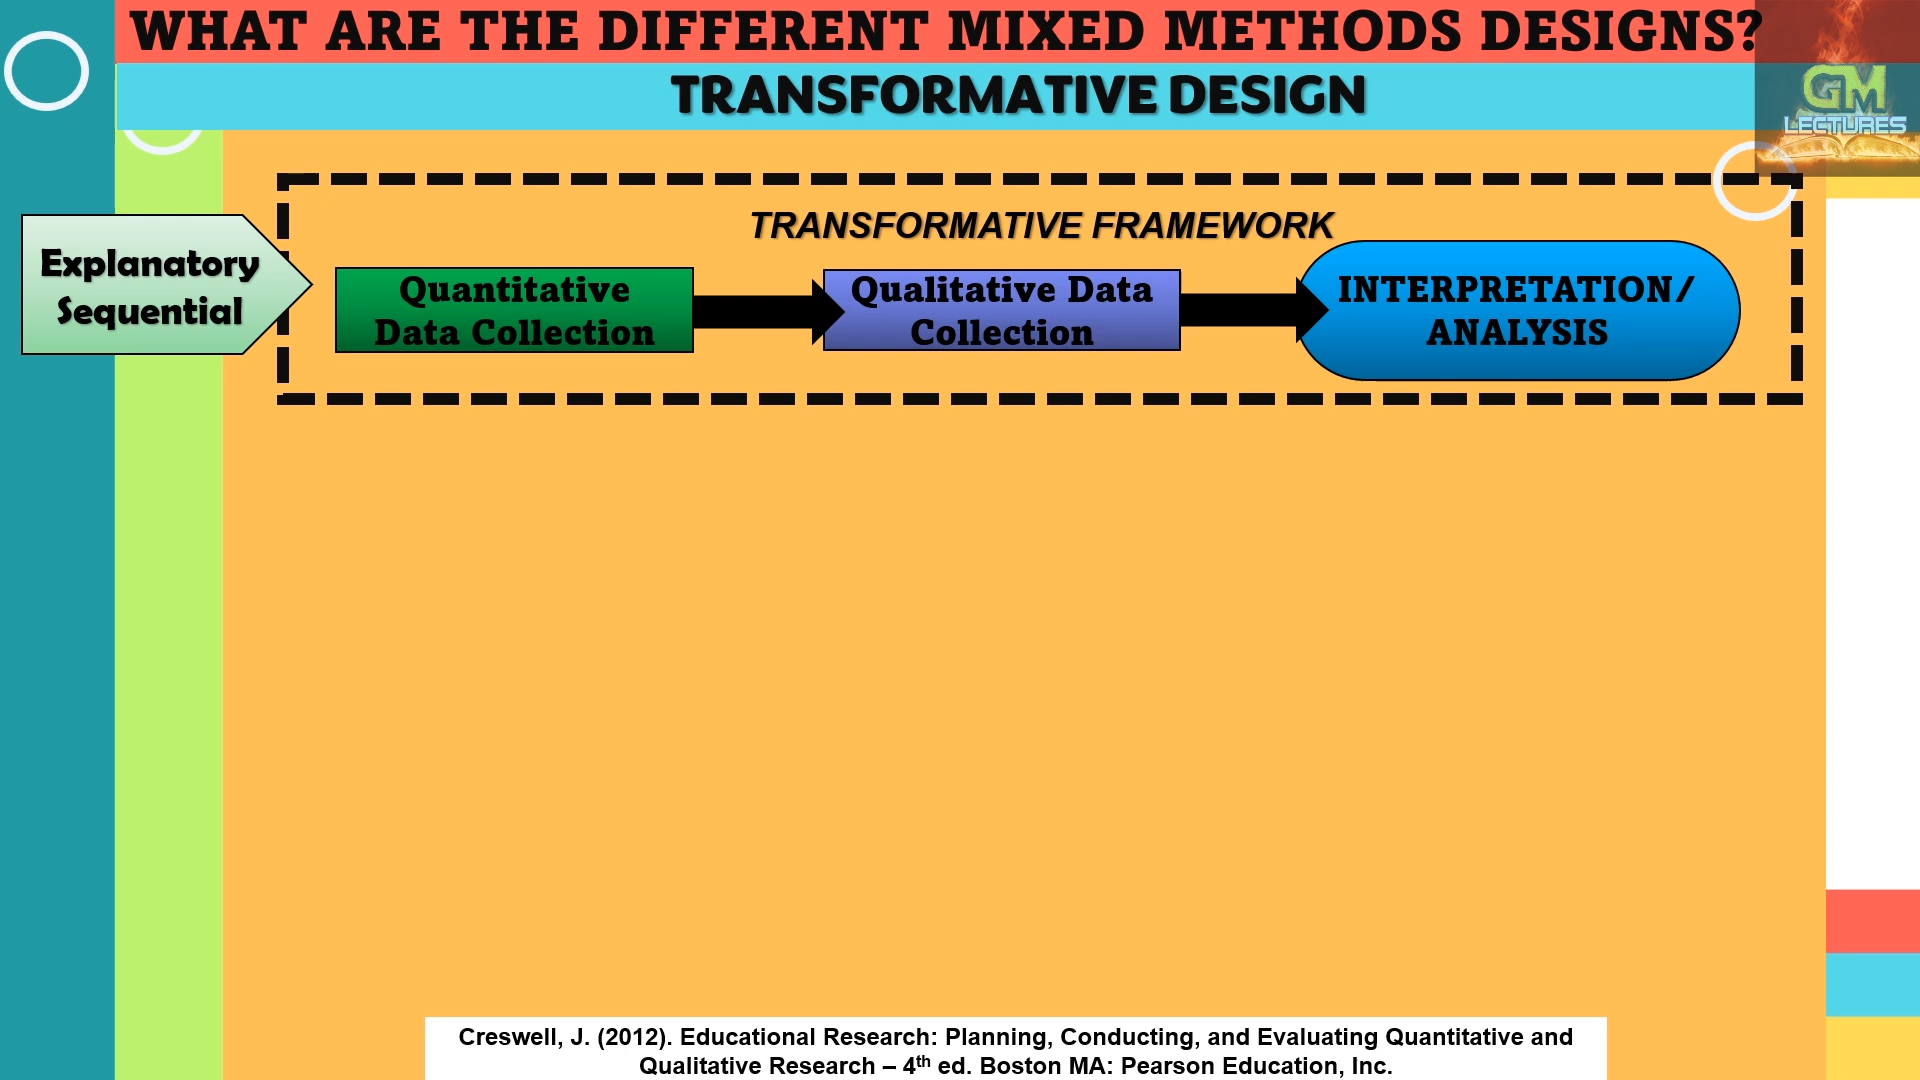 WHAT ARE THE DIFFERENT MIXED METHODS DESIGNS?
TRANSFORMATIVE DESIGN
GM
LECTURES
TRANSFORMATIVE FRAMEWORK
Explanatory
Sequential
Quantitative
Data Collection
Qualitative Data
Collection
INTERPRETATION/
ANALYSIS
Creswell, J. (2012). Educational Research: Planning, Conducting, and Evaluating Quantitative and
Qualitative Research – 4th ed. Boston MA: Pearson Education, Inc.